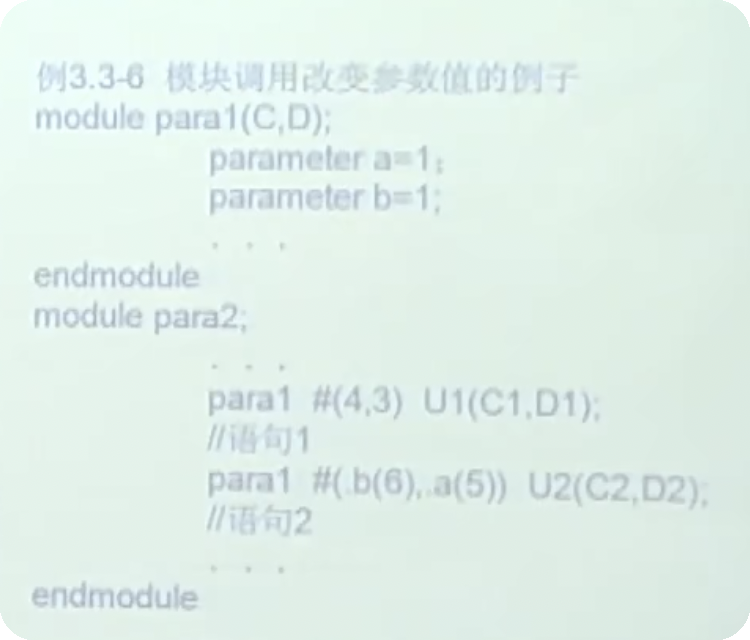 例3.3-6 模块调用改变参数值的例子
module para1(C,D);
parameter a=1;
parameter b=1;
. . .
endmodule
module para2;
. . .
para1 #(4,3) U1(C1,D1);
//语句1
para1 #(.b(6),.a(5)) U2(C2,D2);
//语句2
. . .
endmodule